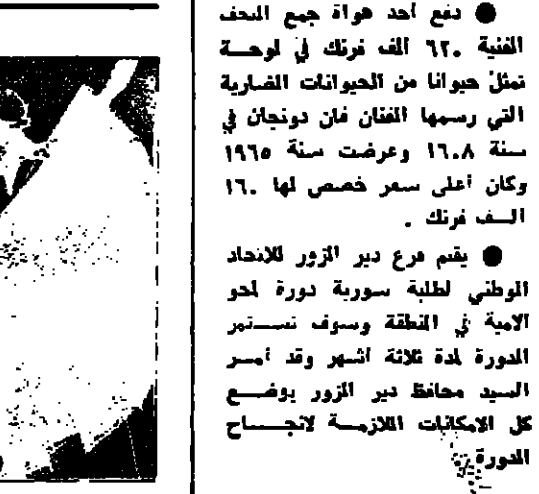 ● دفع أحد هواة جمع التحف
الفنية ٦٢٠ ألف فرنك في لوحة
تمثل حيوانا من الحيوانات الضارية
التي رسمها الفنان فان دونجان في
سنة ١٦٠٨ وعرضت سنة ١٩٦٥
وكان أعلى سعر خصص لها ١٦٠
الف فرنك .
● يقيم فرع دير الزور للاتحاد
الوطني لطلبة سورية دورة لمحو
الامية في المنطقة وسوف تستمر
الدورة لمدة ثلاثة أشهر وقد أمر
السيد محافظ دير الزور بوضع
كل الامكانات اللازمة لانجاح
الدورة